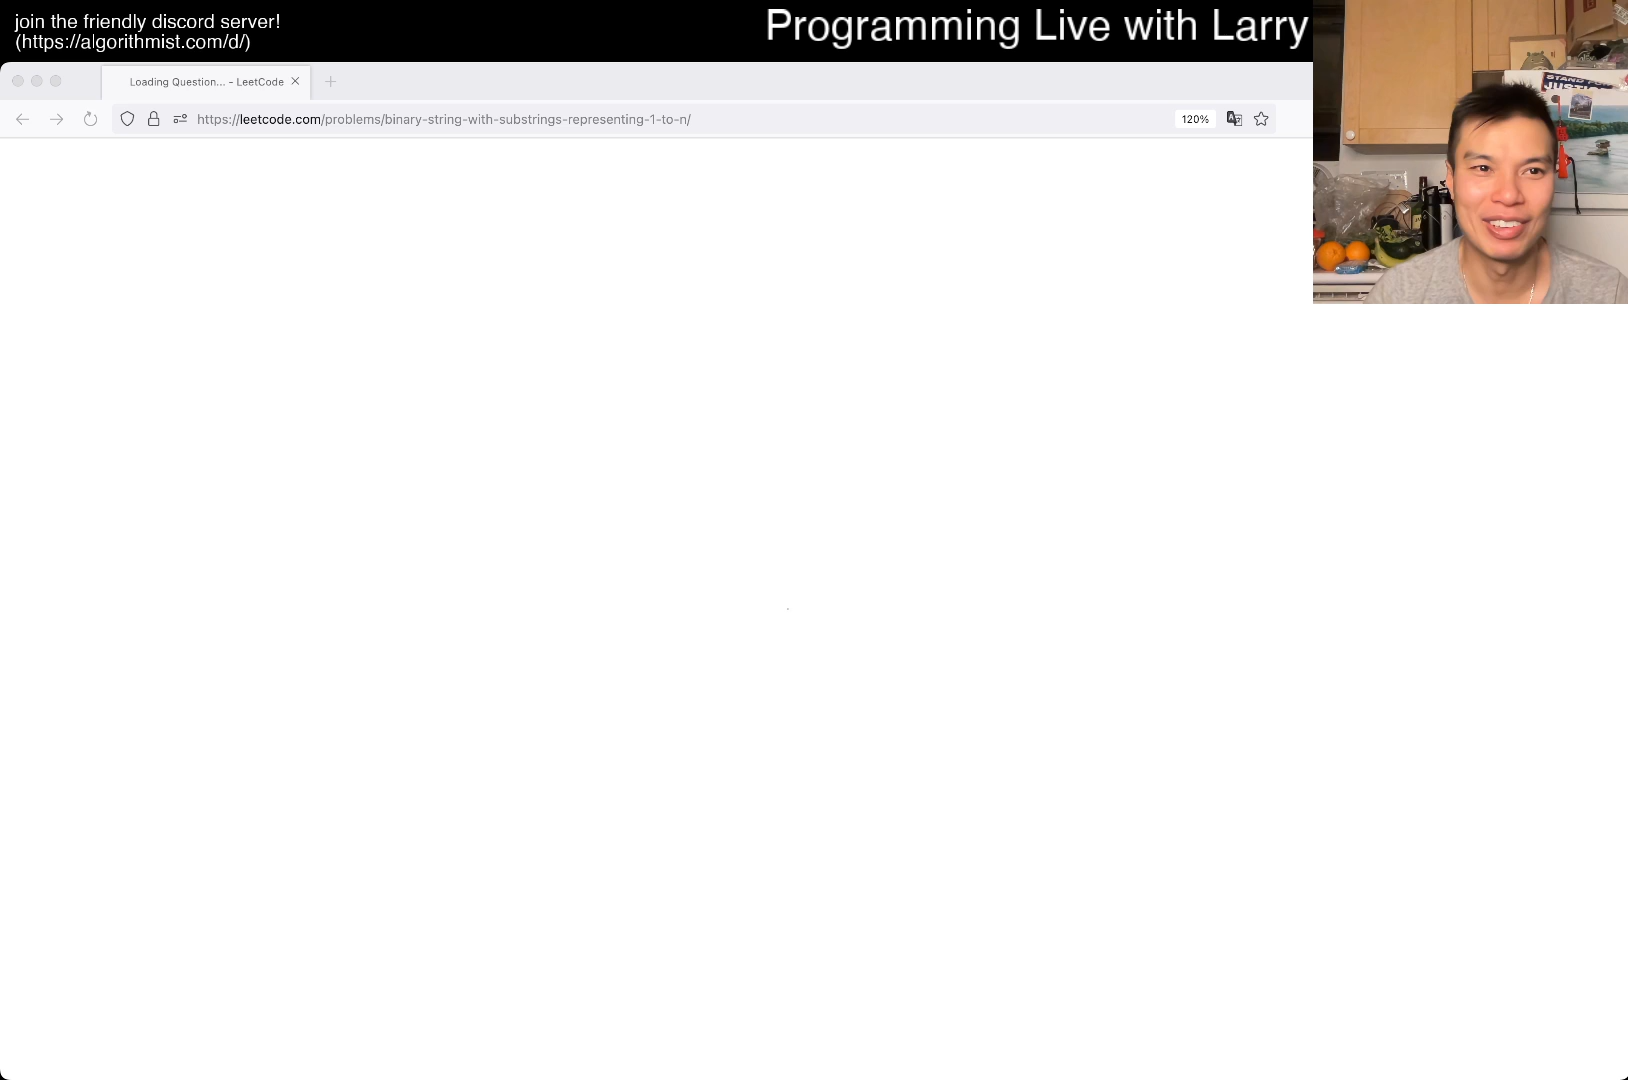 join the friendly discord server!
(https://algorithmist.com/d/)
Programming Live with Larry
Loading Question... - LeetCode
https://leetcode.com/problems/binary-string-with-substrings-representing-1-to-n/
120%